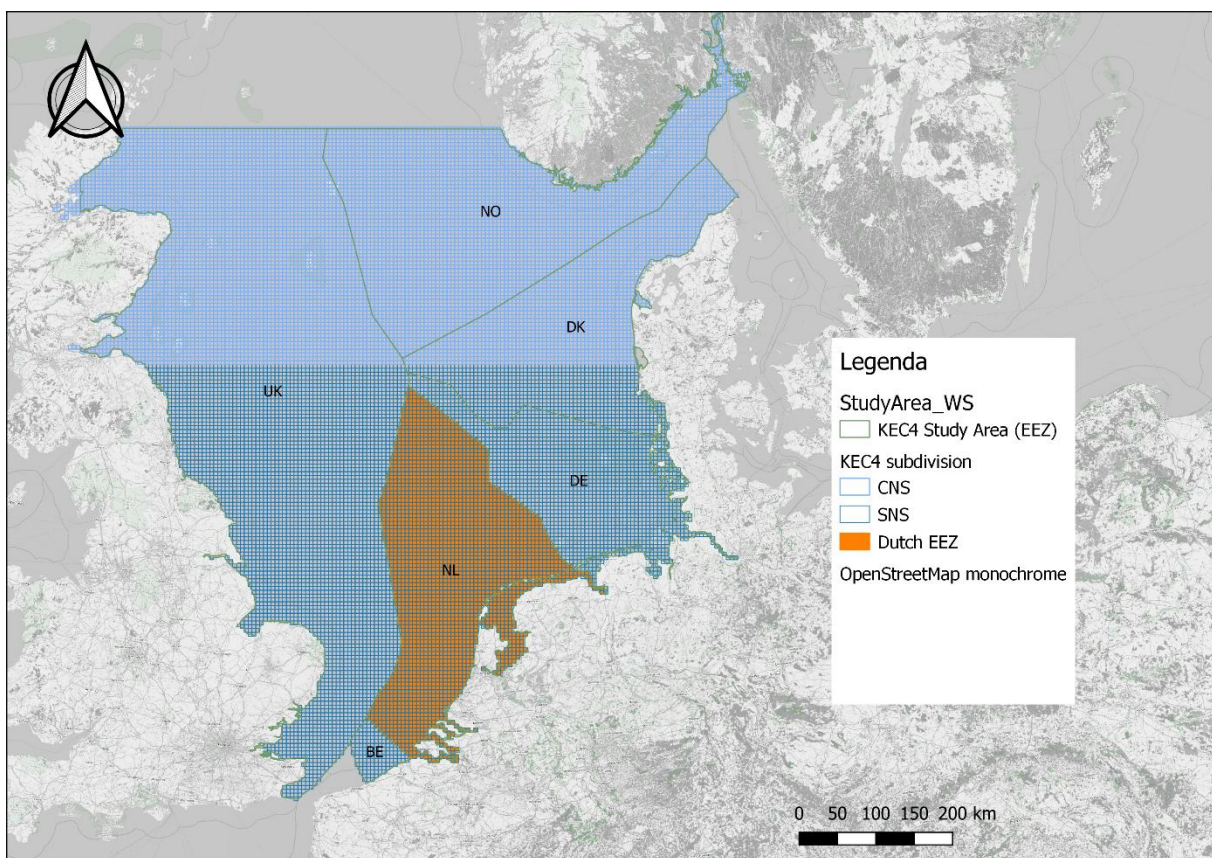 NO
DK
UK
DE
NL
BE
Legenda
StudyArea_WS
KEC4 Study Area (EEZ)
KEC4 subdivision
CNS
SNS
Dutch EEZ
OpenStreetMap monochrome
0 50 100 150 200 km